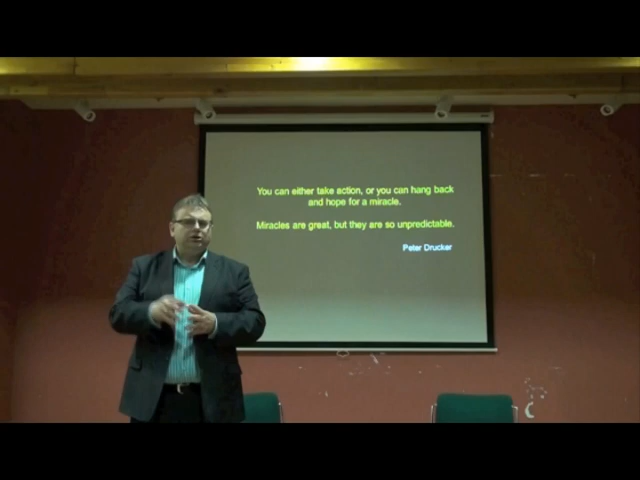 You can either take action, or you can hang back
and hope for a miracle.
Miracles are great, but they are so unpredictable.
Peter Drucker